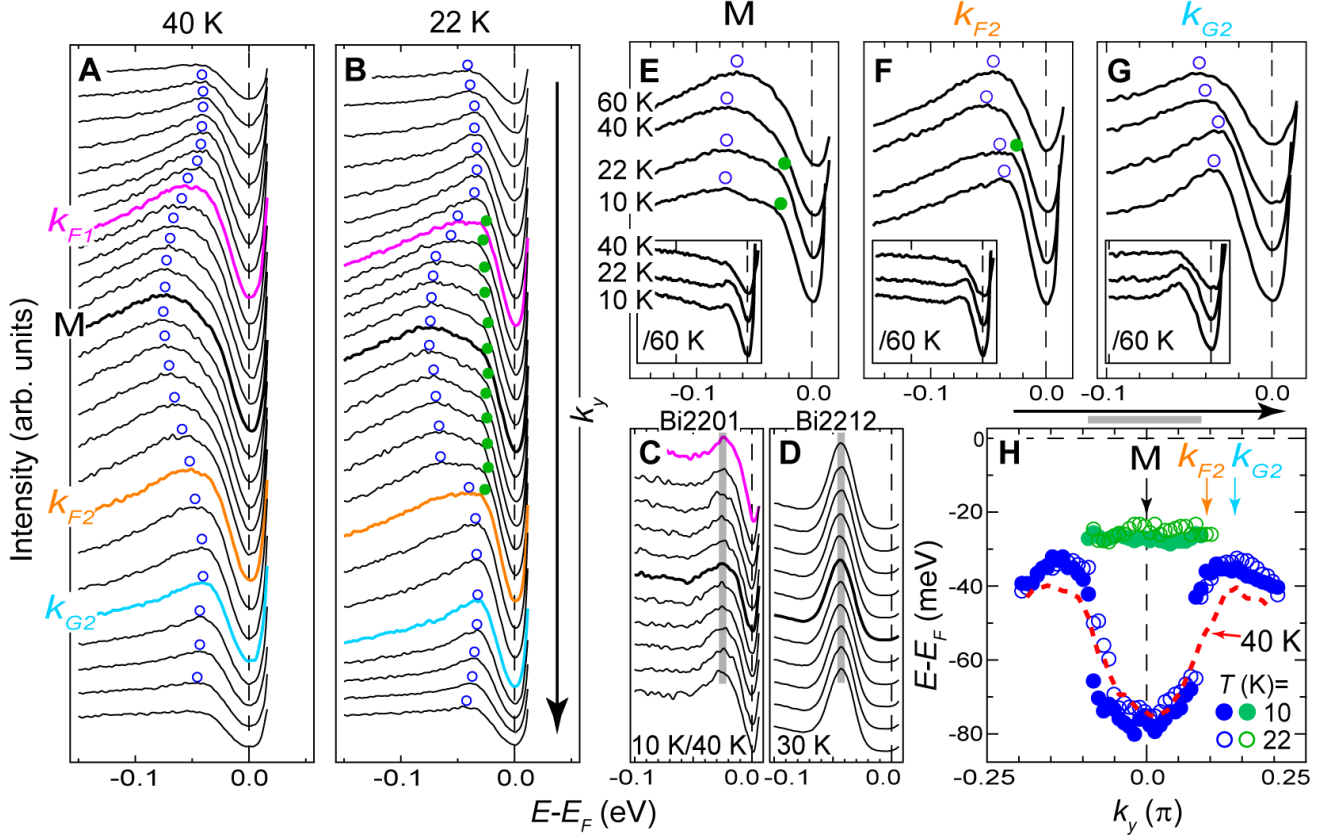 40 K
22 K
M
k_F2
k_G2
A
B
E
F
G
60 K
40 K
22 K
10 K
40 K
22 K
10 K
/60 K
/60 K
/60 K
-0.1
0.0
-0.1
0.0
-0.1
0.0
k_F1
M
k_F2
k_G2
Intensity (arb. units)
k_y
Bi2201
Bi2212
C
D
10 K/40 K
30 K
-0.1
0.0
-0.1
0.0
-0.1
0.0
-0.1
0.0
E-E_F (eV)
H
M
k_F2
k_G2
0
-20
-40
-60
-80
E-E_F (meV)
40 K
T (K)=
10
22
-0.25
0.0
0.25
k_y (π)